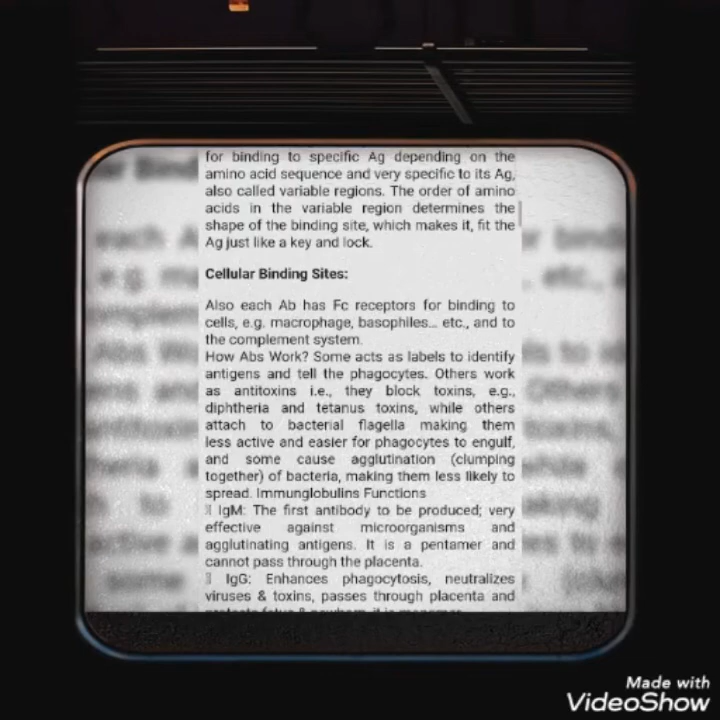 for binding to specific Ag depending on the
amino acid sequence and very specific to its Ag,
also called variable regions. The order of amino
acids in the variable region determines the
shape of the binding site, which makes it, fit the
Ag just like a key and lock.
Cellular Binding Sites:
Also each Ab has Fc receptors for binding to
cells, e.g. macrophage, basophiles... etc., and to
the complement system.
How Abs Work? Some acts as labels to identify
antigens and tell the phagocytes. Others work
as antitoxins i.e., they block toxins, e.g.,
diphtheria and tetanus toxins, while others
attach to bacterial flagella making them
less active and easier for phagocytes to engulf,
and some cause agglutination (clumping
together) of bacteria, making them less likely to
spread. Immunglobulins Functions
IgM: The first antibody to be produced; very
effective against microorganisms and
agglutinating antigens. It is a pentamer and
cannot pass through the placenta.
IgG: Enhances phagocytosis, neutralizes
viruses & toxins, passes through placenta and
Made with
VideoShow